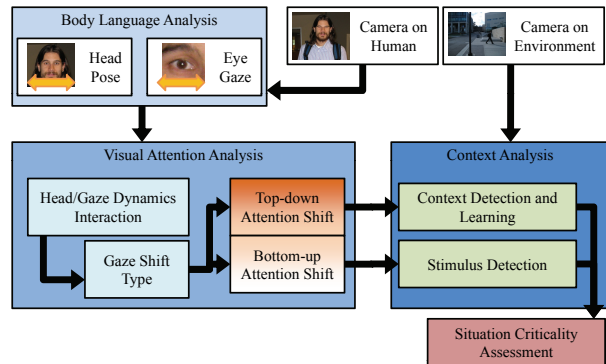 Body Language Analysis
Head
Pose
Eye
Gaze
Camera on
Human
Camera on
Environment
Visual Attention Analysis
Head/Gaze Dynamics
Interaction
Gaze Shift
Type
Top-down
Attention Shift
Bottom-up
Attention Shift
Context Analysis
Context Detection and
Learning
Stimulus Detection
Situation Criticality
Assessment